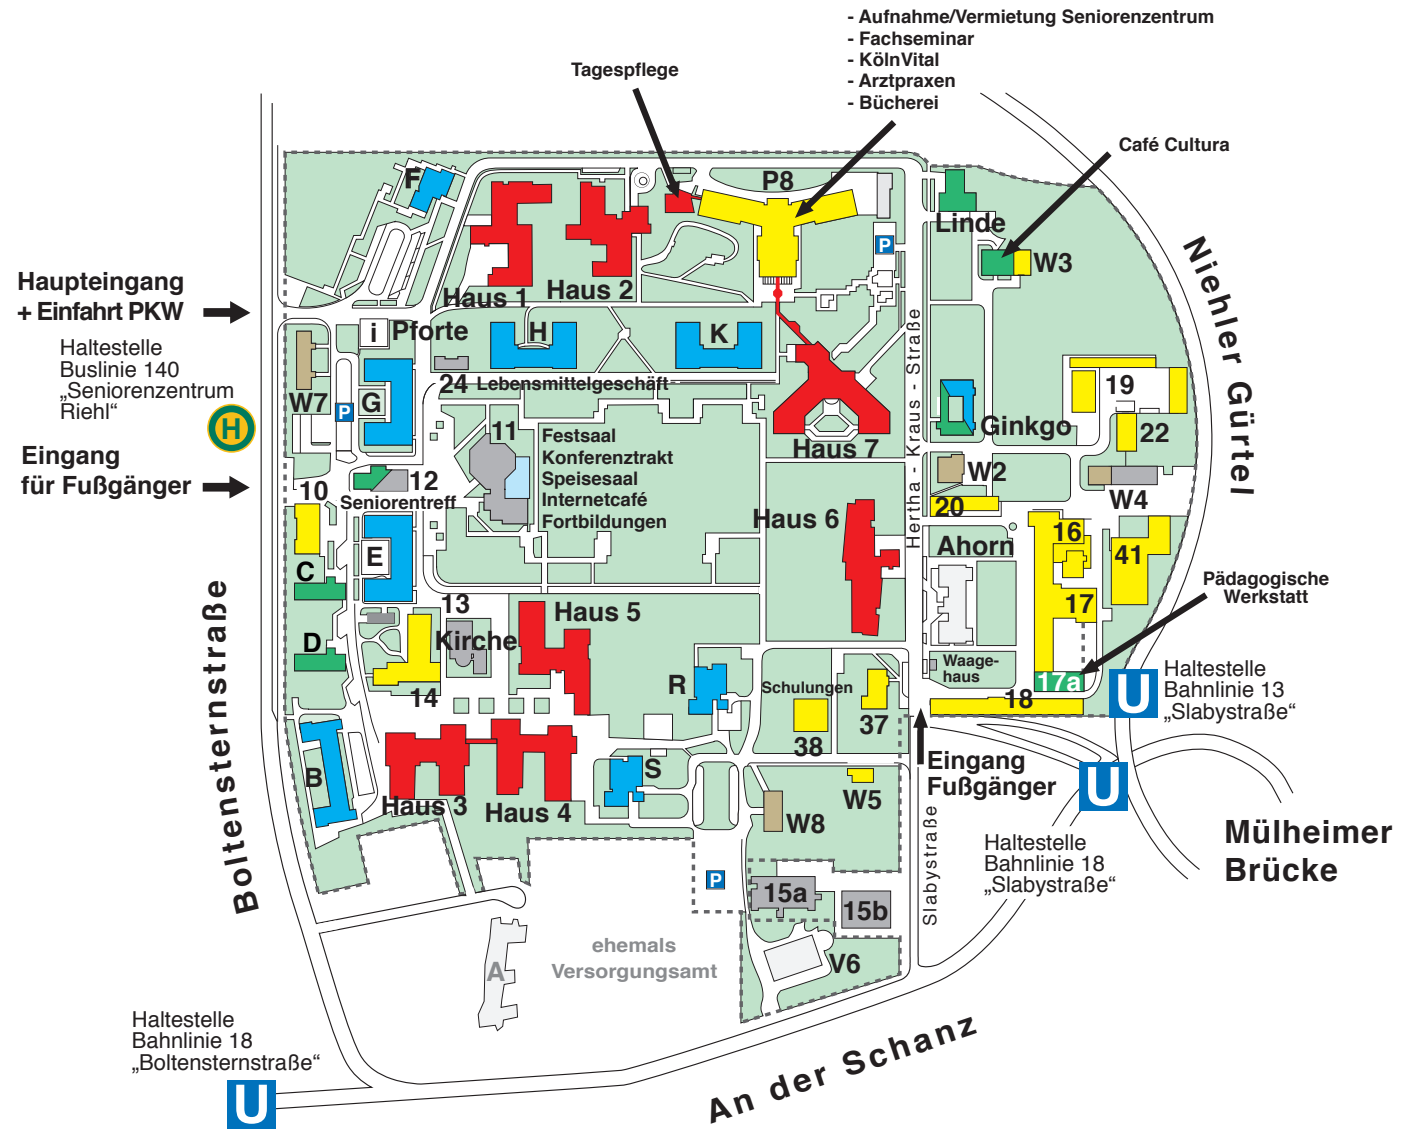 - Aufnahme/Vermietung Seniorenzentrum
- Fachseminar
- KölnVital
- Arztpraxen
- Bücherei
Tagespflege
Café Cultura
F
P8
Linde
P
W3
Niehler Gürtel
Haupteingang
+ Einfahrt PKW
Haus 1
Haus 2
i Pforte
H
K
Haltestelle
Buslinie 140
„Seniorenzentrum
Riehl“
H
W7
P
G
24 Lebensmittelgeschäft
Hertha - Kraus - Straße
19
22
Ginkgo
Haus 7
11
Festsaal
Konferenztrakt
Speisesaal
Internetcafé
Fortbildungen
Eingang
für Fußgänger
10
12
Seniorentreff
W2
W4
20
Haus 6
E
Ahorn
16
41
C
13
Kirche
Haus 5
17
Pädagogische
Werkstatt
D
14
R
Schulungen
38
37
Waage-
haus
17a
18
U
Haltestelle
Bahnlinie 13
„Slabystraße“
Boltensternstraße
B
Haus 3
Haus 4
S
W5
W8
Eingang
Fußgänger
U
Haltestelle
Bahnlinie 18
„Slabystraße“
Mülheimer
Brücke
Slabystraße
P
15a
15b
V6
A
ehemals
Versorgungsamt
Haltestelle
Bahnlinie 18
„Boltensternstraße“
U
An der Schanz